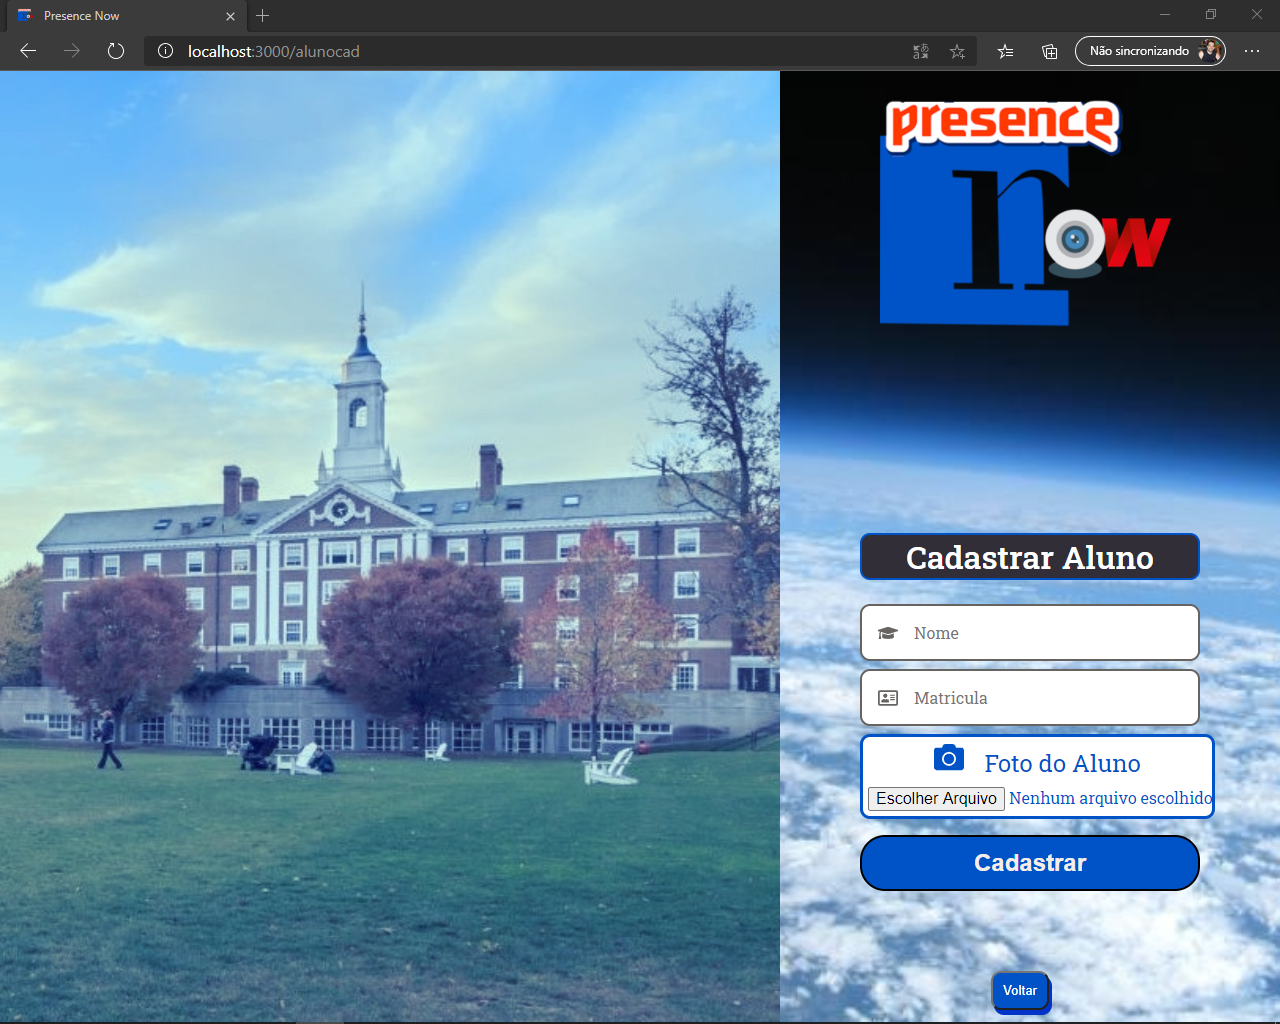 Presence Now
localhost:3000/alunocad
Não sincronizando
presence
now
Cadastrar Aluno
Nome
Matricula
Foto do Aluno
Escolher Arquivo Nenhum arquivo escolhido
Cadastrar
Voltar